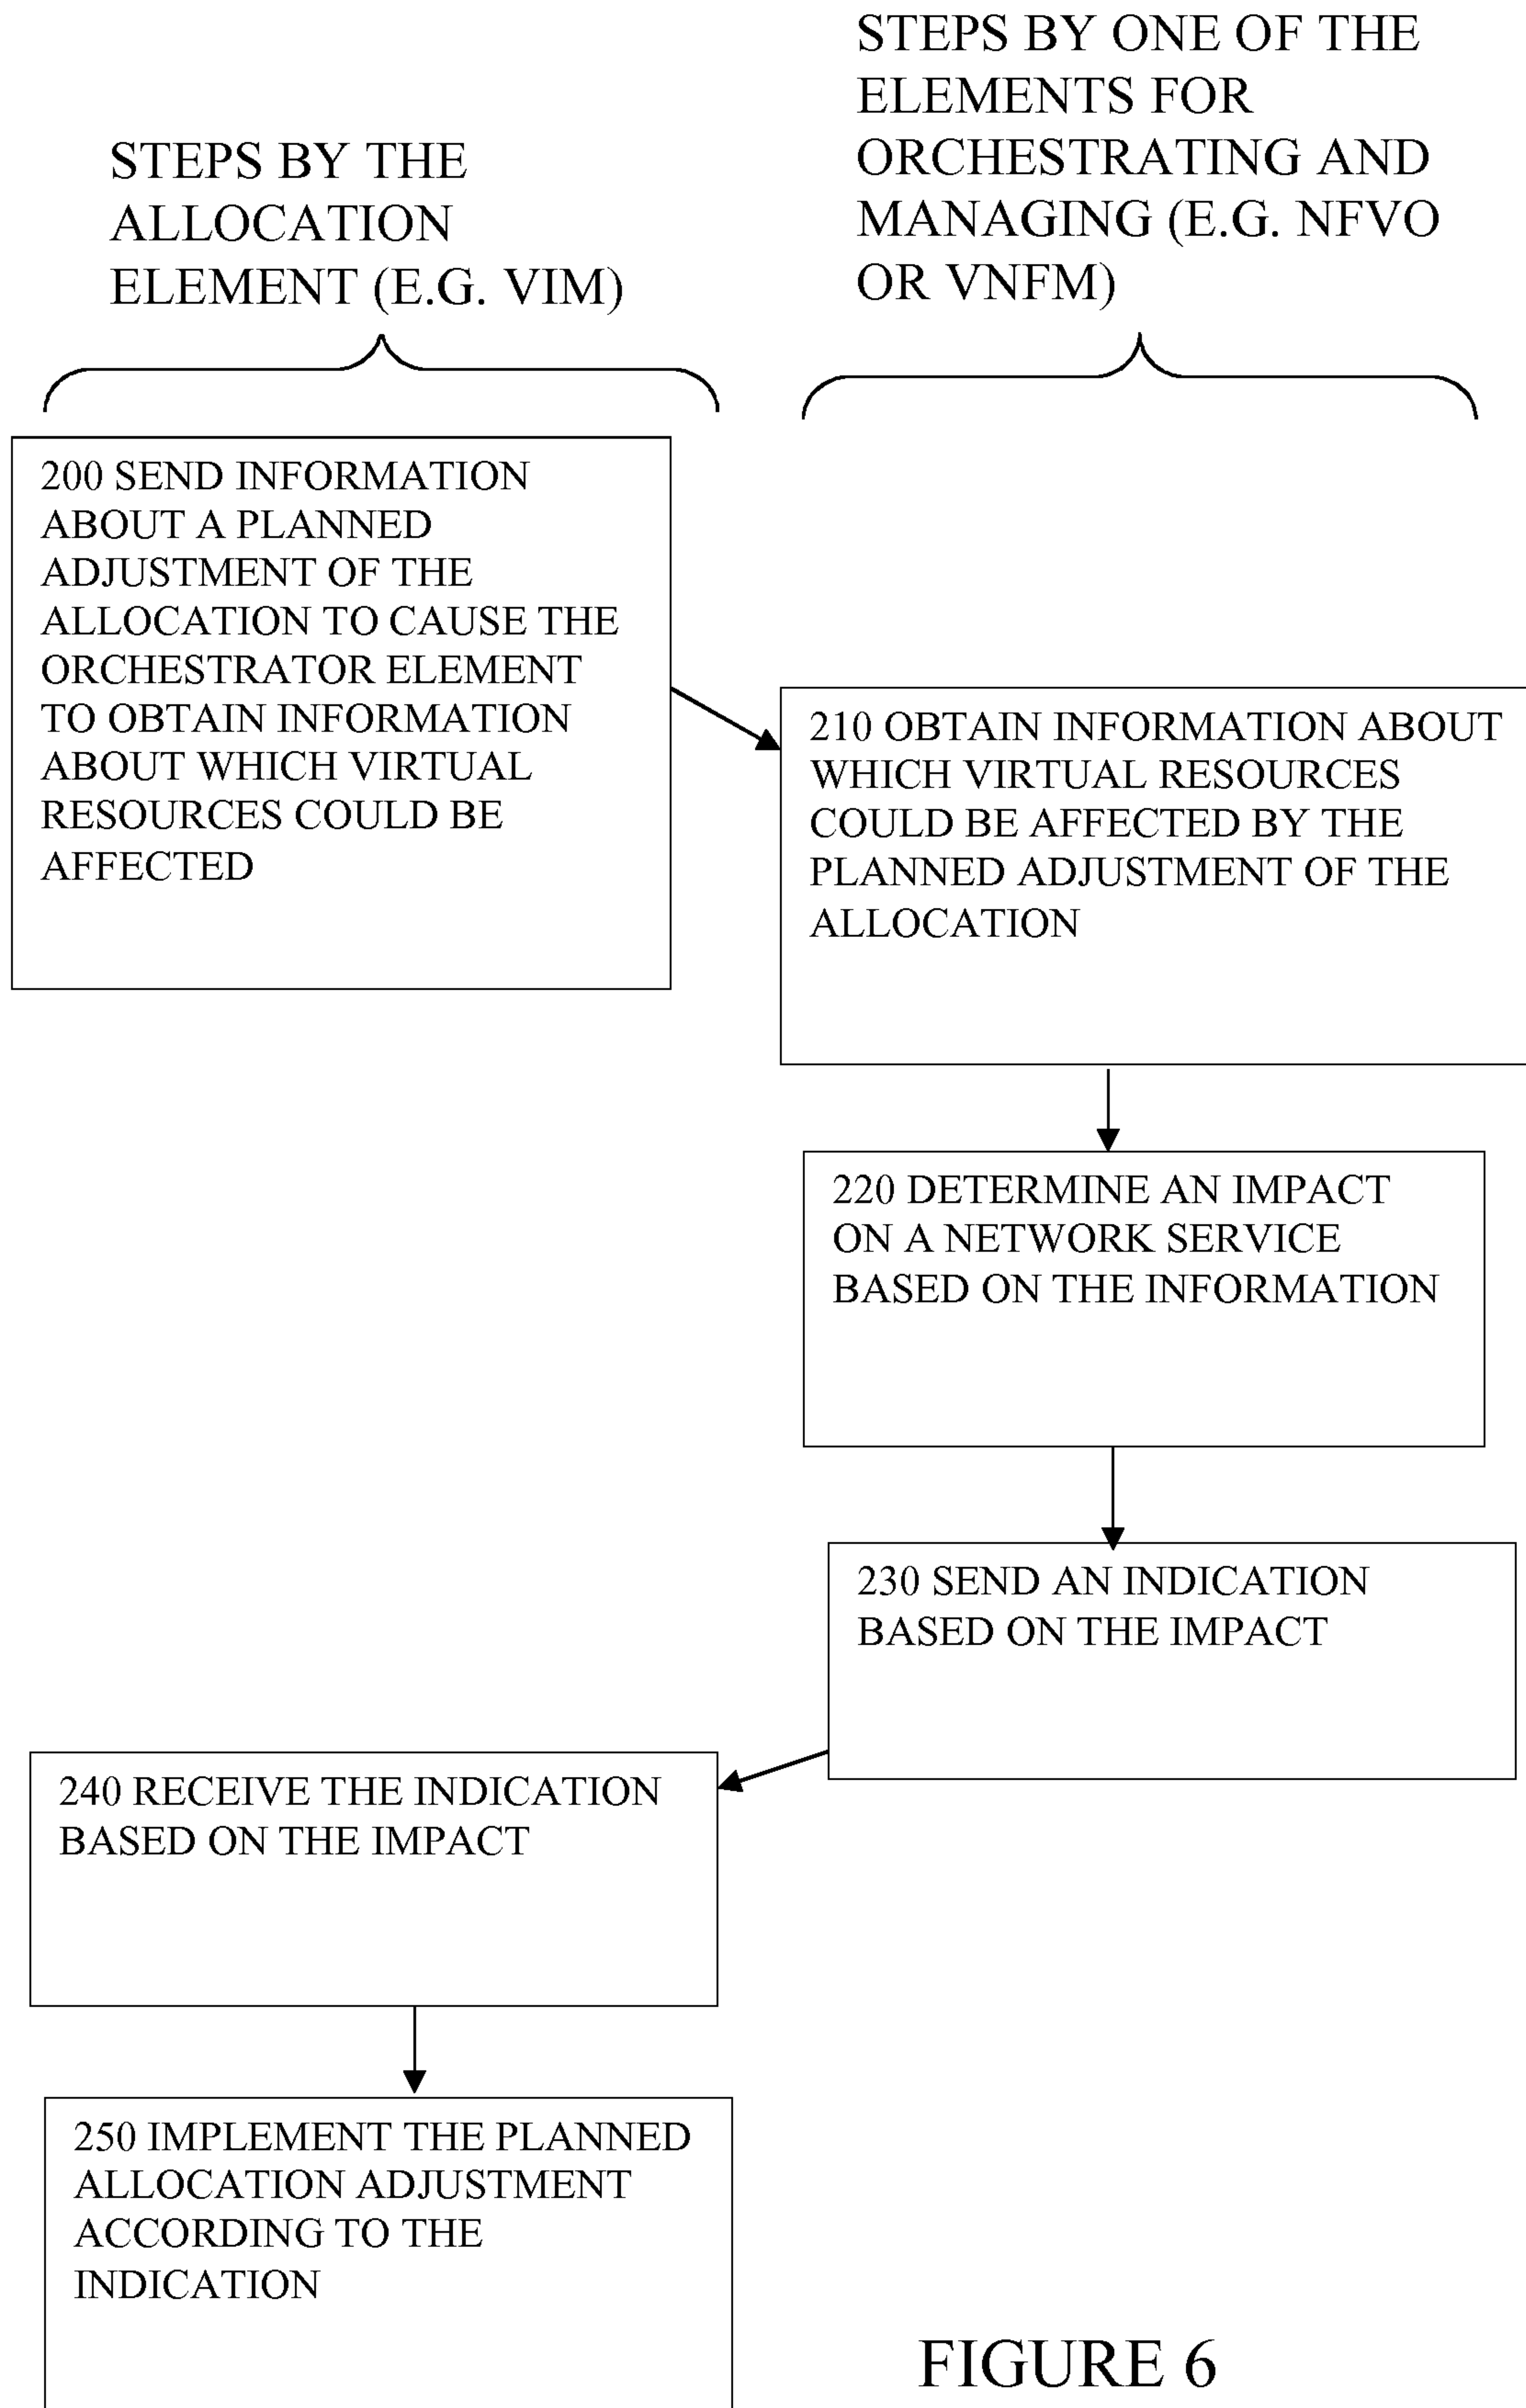 STEPS BY THE
ALLOCATION
ELEMENT (E.G. VIM)
STEPS BY ONE OF THE
ELEMENTS FOR
ORCHESTRATING AND
MANAGING (E.G. NFVO
OR VNFM)
200 SEND INFORMATION
ABOUT A PLANNED
ADJUSTMENT OF THE
ALLOCATION TO CAUSE THE
ORCHESTRATOR ELEMENT
TO OBTAIN INFORMATION
ABOUT WHICH VIRTUAL
RESOURCES COULD BE
AFFECTED
210 OBTAIN INFORMATION ABOUT
WHICH VIRTUAL RESOURCES
COULD BE AFFECTED BY THE
PLANNED ADJUSTMENT OF THE
ALLOCATION
220 DETERMINE AN IMPACT
ON A NETWORK SERVICE
BASED ON THE INFORMATION
230 SEND AN INDICATION
BASED ON THE IMPACT
240 RECEIVE THE INDICATION
BASED ON THE IMPACT
250 IMPLEMENT THE PLANNED
ALLOCATION ADJUSTMENT
ACCORDING TO THE
INDICATION
FIGURE 6